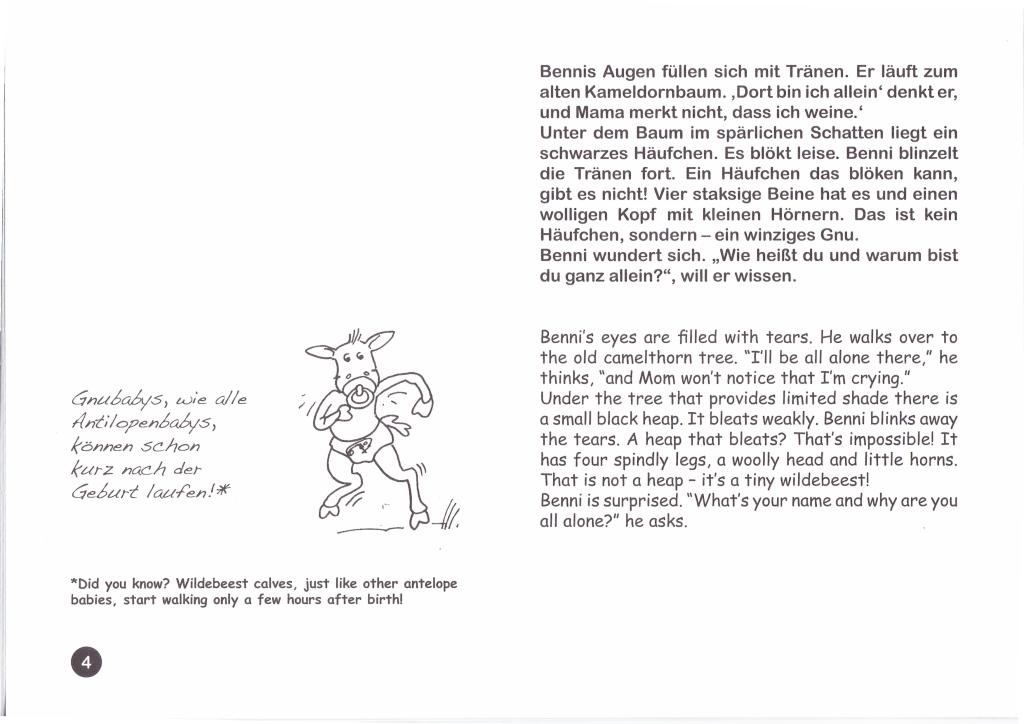 Bennis Augen füllen sich mit Tränen. Er läuft zum
alten Kameldornbaum. ‚Dort bin ich allein‘ denkt er,
und Mama merkt nicht, dass ich weine.‘
Unter dem Baum im spärlichen Schatten liegt ein
schwarzes Häufchen. Es blökt leise. Benni blinzelt
die Tränen fort. Ein Häufchen das blöken kann,
gibt es nicht! Vier staksige Beine hat es und einen
wolligen Kopf mit kleinen Hörnern. Das ist kein
Häufchen, sondern – ein winziges Gnu.
Benni wundert sich. „Wie heißt du und warum bist
du ganz allein?“, will er wissen.
Benni's eyes are filled with tears. He walks over to
the old camelthorn tree. "I'll be all alone there," he
thinks, "and Mom won't notice that I'm crying."
Under the tree that provides limited shade there is
a small black heap. It bleats weakly. Benni blinks away
the tears. A heap that bleats? That's impossible! It
has four spindly legs, a woolly head and little horns.
That is not a heap – it's a tiny wildebeest!
Benni is surprised. "What's your name and why are you
all alone?" he asks.
Gnubabys, wie alle
Antilopenbabys,
können schon
kurz nach der
Geburt laufen!*
*Did you know? Wildebeest calves, just like other antelope
babies, start walking only a few hours after birth!
4